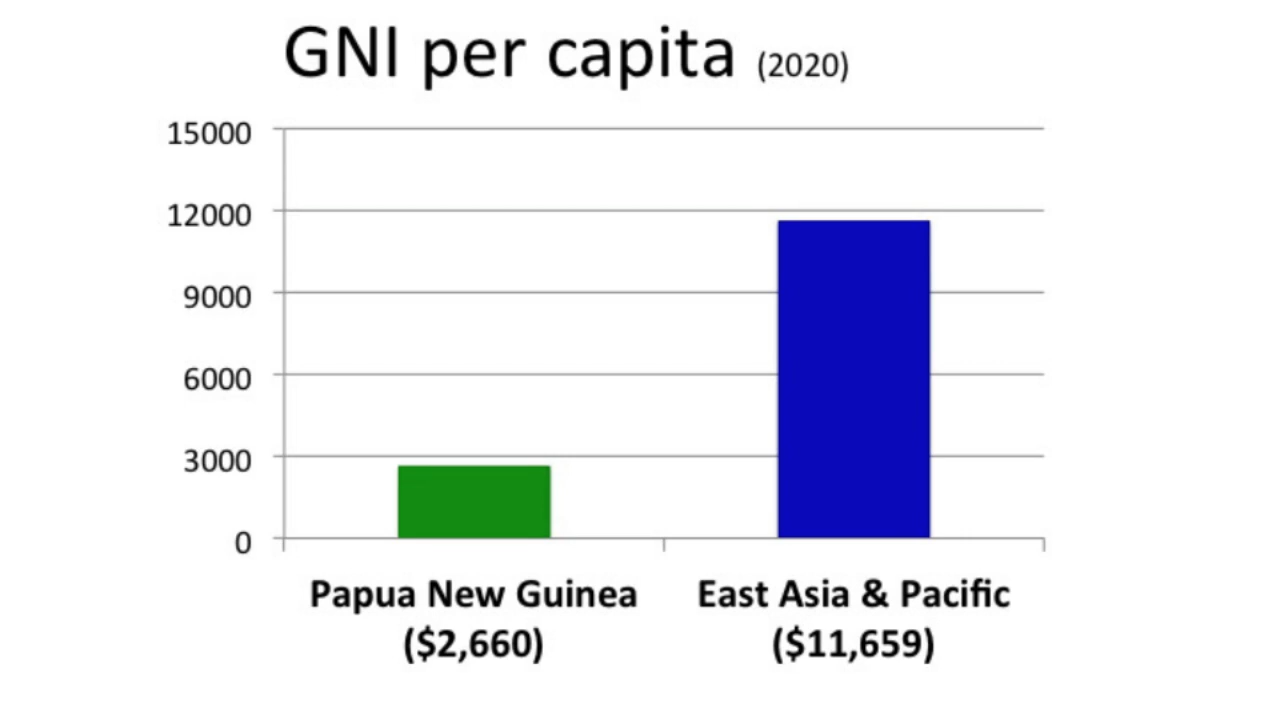 GNI per capita (2020)
15000
12000
9000
6000
3000
0
Papua New Guinea
($2,660)
East Asia & Pacific
($11,659)